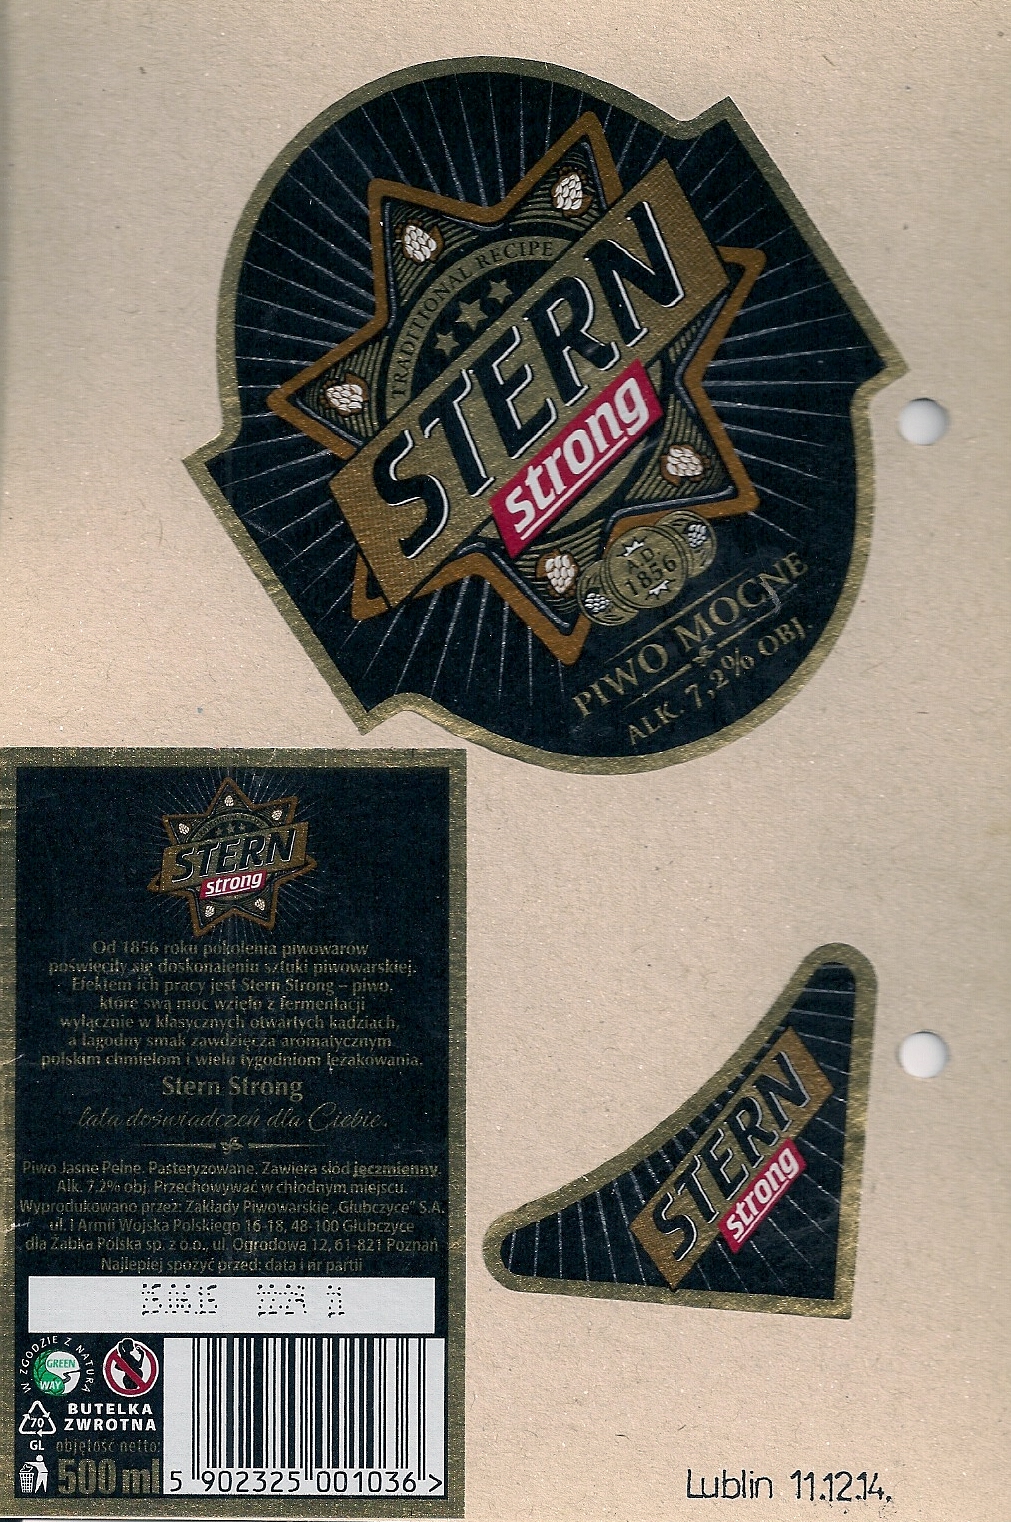 TRADITIONAL RECIPE
STERN
strong
A.D.
1856
PIWO MOCNE
ALK. 7,2% OBJ.
STERN
strong
Od 1856 roku pokolenia piwowarów
poświęciły się doskonaleniu sztuki piwowarskiej.
Efektem ich pracy jest Stern Strong – piwo,
które swą moc wzięło z fermentacji
wyłącznie w klasycznych otwartych kadziach,
a łagodny smak zawdzięcza aromatycznym
polskim chmielom i wielu tygodniom leżakowania.
Stern Strong
lata doświadczeń dla Ciebie.
Piwo Jasne Pełne. Pasteryzowane. Zawiera słód jęczmienny.
Alk. 7,2% obj. Przechowywać w chłodnym miejscu.
Wyprodukowano przez: Zakłady Piwowarskie „Głubczyce" S.A.
ul. I Armii Wojska Polskiego 16-18, 48-100 Głubczyce
dla Żabka Polska sp. z o.o., ul. Ogrodowa 12, 61-821 Poznań
Najlepiej spożyć przed: data i nr partii
15.06.15
W ZGODZIE Z NATURĄ
GREEN
WAY
BUTELKA
ZWROTNA
70
GL
objętość netto:
500 ml
5 902325 001036 >
STERN
strong
Lublin 11.12.14.